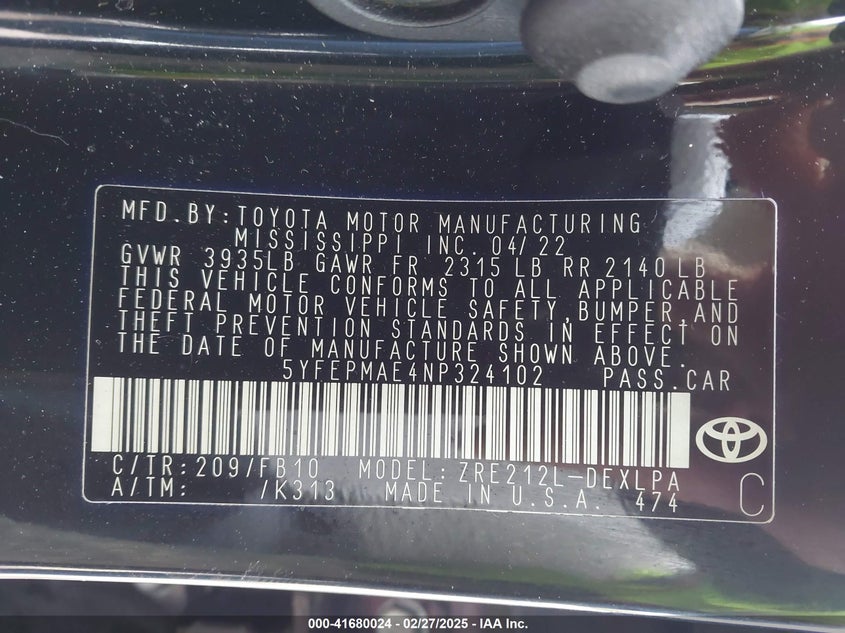 MFD.BY:TOYOTA MOTOR MANUFACTURING
MISSISSIPPI INC. 04/22
GVWR 3935LB GAWR FR 2315 LB RR 2140 LB
THIS VEHICLE CONFORMS TO ALL APPLICABLE
FEDERAL MOTOR VEHICLE SAFETY,BUMPER,AND
THEFT PREVENTION STANDARDS IN EFFECT ON
THE DATE OF MANUFACTURE SHOWN ABOVE.
5YFEPMAE4NP324102 PASS.CAR
C/TR:209/FB10 MODEL:ZRE212L-DEXLPA
A/TM: /K313 MADE IN U.S.A. 474
C
000-41680024 - 02/27/2025 - IAA Inc.